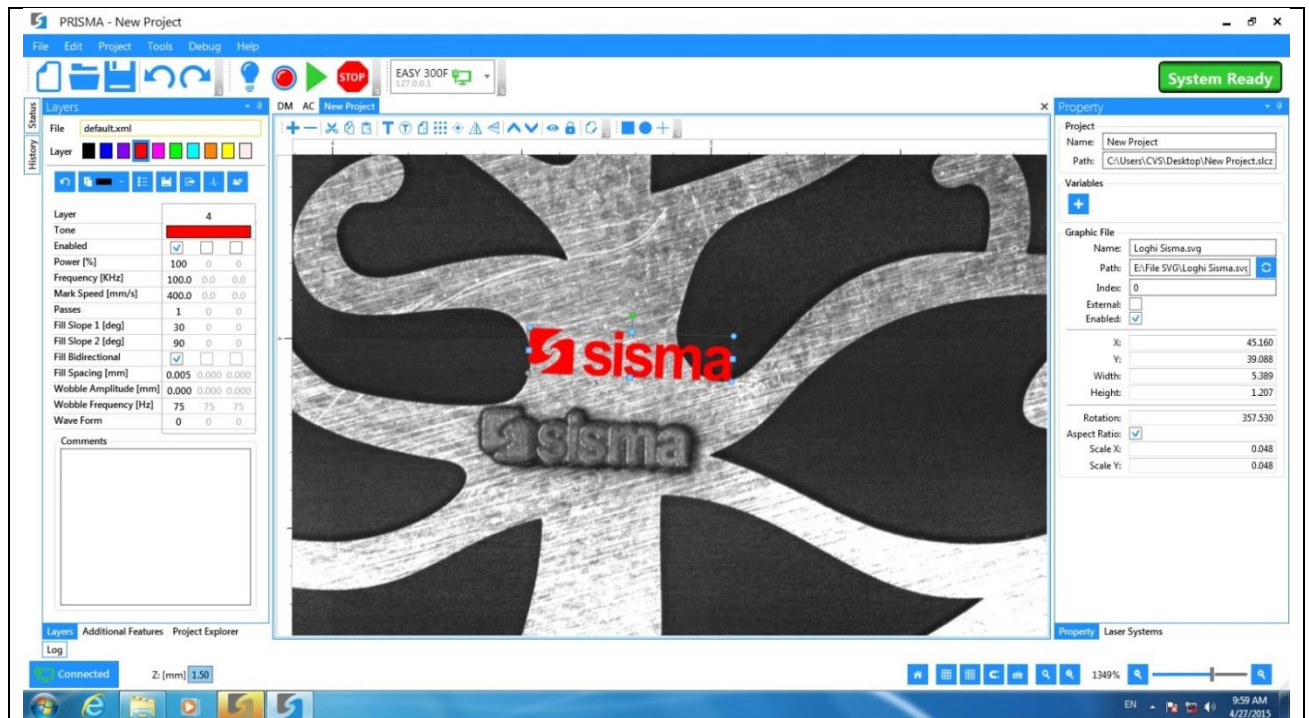 PRISMA - New Project
File Edit Project Tools Debug Help
STOP
EASY 300F
127.0.0.1
System Ready
Status
History
Layers
File default.xml
Layer
Layer 4
Tone
Enabled
Power [%] 100 0 0
Frequency [KHz] 100.0 0.0 0.0
Mark Speed [mm/s] 400.0 0.0 0.0
Passes 1 0 0
Fill Slope 1 [deg] 30 0 0
Fill Slope 2 [deg] 90 0 0
Fill Bidirectional
Fill Spacing [mm] 0.005 0.000 0.000
Wobble Amplitude [mm] 0.000 0.000 0.000
Wobble Frequency [Hz] 75 75 75
Wave Form 0 0 0
Comments
Layers Additional Features Project Explorer
Log
DM AC New Project
sisma
sisma
Property
Project
Name: New Project
Path: C:\Users\CVS\Desktop\New Project.slcz
Variables
Graphic File
Name: Loghi Sisma.svg
Path: E:\File SVG\Loghi Sisma.svg
Index: 0
External:
Enabled:
X: 45.160
Y: 39.088
Width: 5.389
Height: 1.207
Rotation: 357.530
Aspect Ratio:
Scale X: 0.048
Scale Y: 0.048
Property Laser Systems
Connected Z: [mm] 1.50
1349%
EN 9:59 AM
4/27/2015